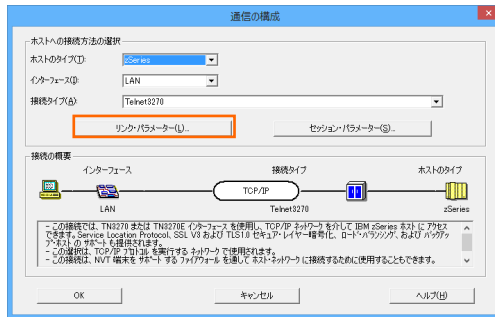 通信の構成
ホストへの接続方法の選択
ホストのタイプ(T): zSeries
インターフェース(I): LAN
接続タイプ(A): Telnet3270
リンク・パラメーター(L)... セッション・パラメーター(S)...
接続の概要
インターフェース 接続タイプ ホストのタイプ
TCP/IP
LAN Telnet3270 zSeries
- この接続では、TN3270 または TN3270E インターフェース を使用し、TCP/IP ネットワーク を介して IBM zSeries ホスト に アクセス
できます。Service Location Protocol, SSL V3 および TLS1.0 セキュア・レイヤー暗号化、ロード・バランシング、および バックアッ
プ・ホスト の サポート も提供されます。
- この選択は、TCP/IP プロトコル を実行する ネットワーク で使用されます。
- この接続は、NVT 端末を サポート する ファイアウォール を通して ホスト・ネットワーク に接続するために使用することもできます。
OK キャンセル ヘルプ(H)